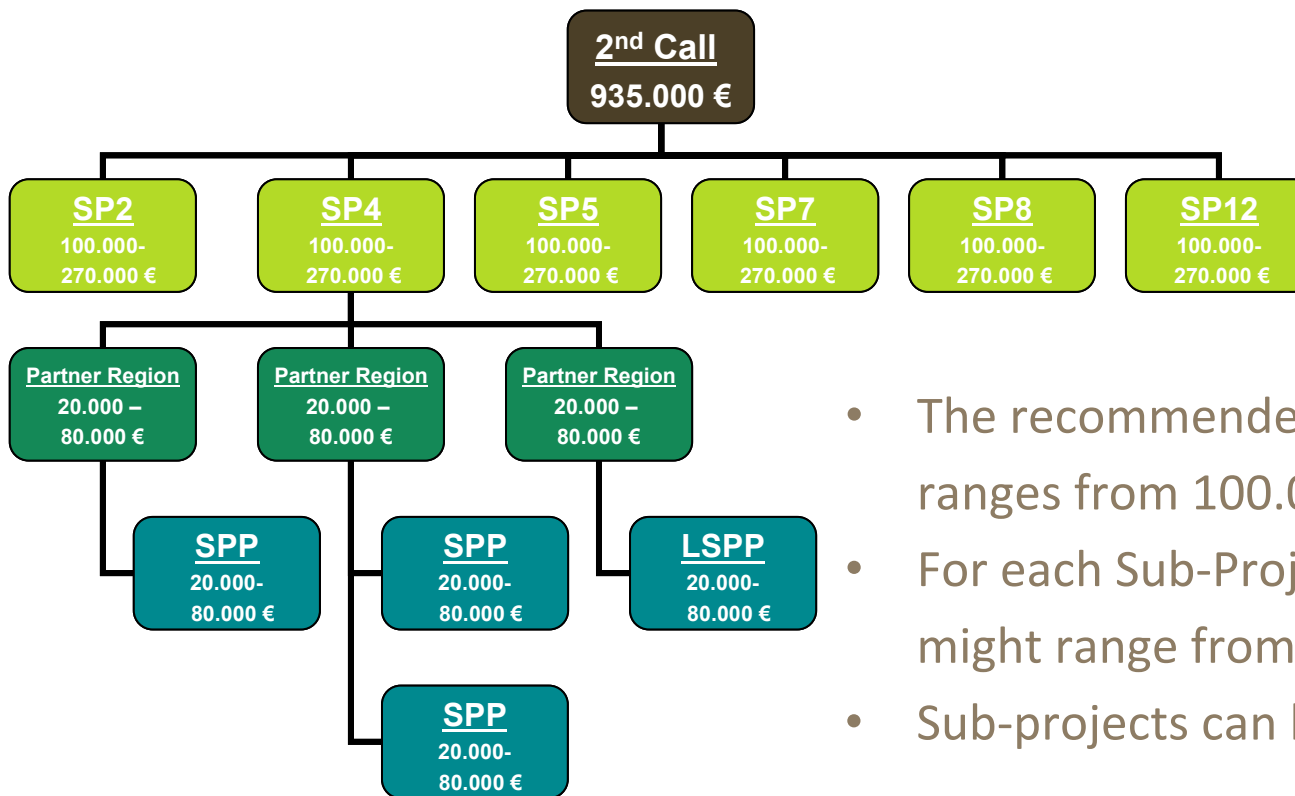 2nd Call
935.000 €
SP2
100.000-
270.000 €
SP4
100.000-
270.000 €
SP5
100.000-
270.000 €
SP7
100.000-
270.000 €
SP8
100.000-
270.000 €
SP12
100.000-
270.000 €
Partner Region
20.000 –
80.000 €
Partner Region
20.000 –
80.000 €
Partner Region
20.000 –
80.000 €
SPP
20.000-
80.000 €
SPP
20.000-
80.000 €
LSPP
20.000-
80.000 €
SPP
20.000-
80.000 €
• The recommende
ranges from 100.0
• For each Sub-Proj
might range from
• Sub-projects can